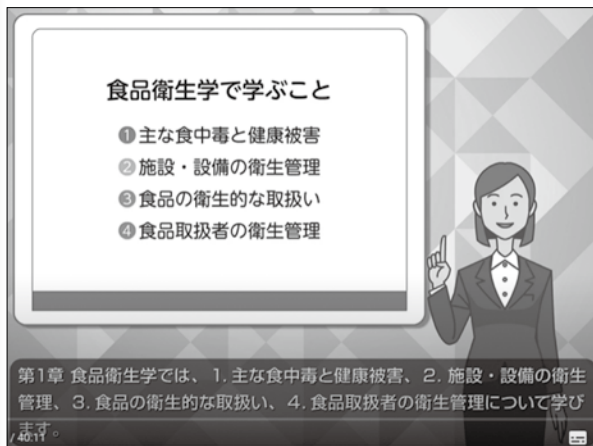 食品衛生学で学ぶこと
❶主な食中毒と健康被害
❷施設・設備の衛生管理
❸食品の衛生的な取扱い
❹食品取扱者の衛生管理
第1章 食品衛生学では、1. 主な食中毒と健康被害、2. 施設・設備の衛生
管理、3. 食品の衛生的な取扱い、4. 食品取扱者の衛生管理について学び
ます。
/ 40:11